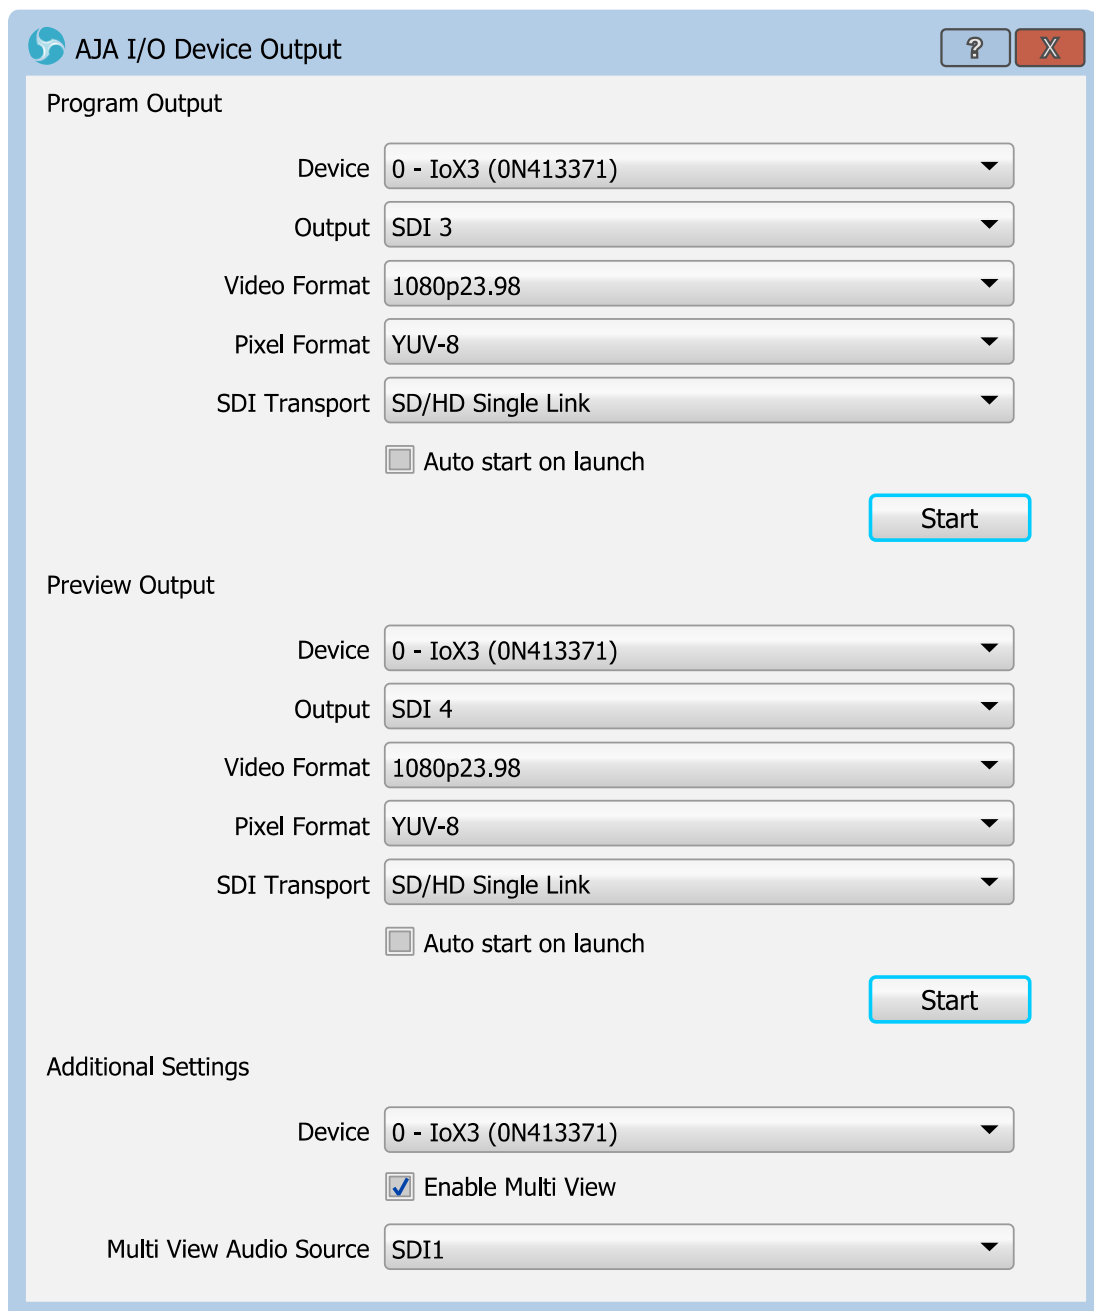 AJA I/O Device Output ? X
Program Output
Device 0 - IoX3 (0N413371)
Output SDI 3
Video Format 1080p23.98
Pixel Format YUV-8
SDI Transport SD/HD Single Link
Auto start on launch
Start
Preview Output
Device 0 - IoX3 (0N413371)
Output SDI 4
Video Format 1080p23.98
Pixel Format YUV-8
SDI Transport SD/HD Single Link
Auto start on launch
Start
Additional Settings
Device 0 - IoX3 (0N413371)
Enable Multi View
Multi View Audio Source SDI1